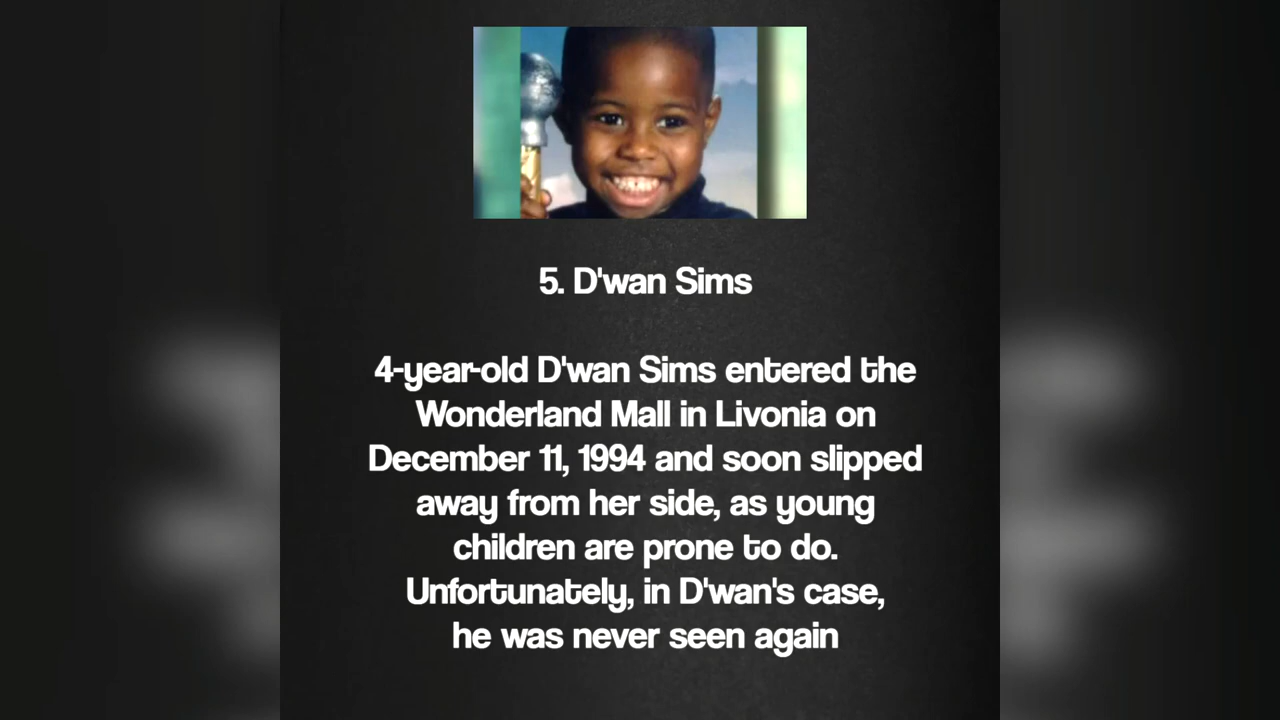 5. D'wan Sims
4-year-old D'wan Sims entered the
Wonderland Mall in Livonia on
December 11, 1994 and soon slipped
away from her side, as young
children are prone to do.
Unfortunately, in D'wan's case,
he was never seen again